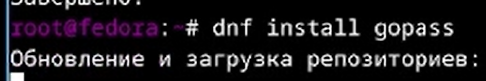 Завершено!
root@fedora:~# dnf install gopass
Обновление и загрузка репозиториев: